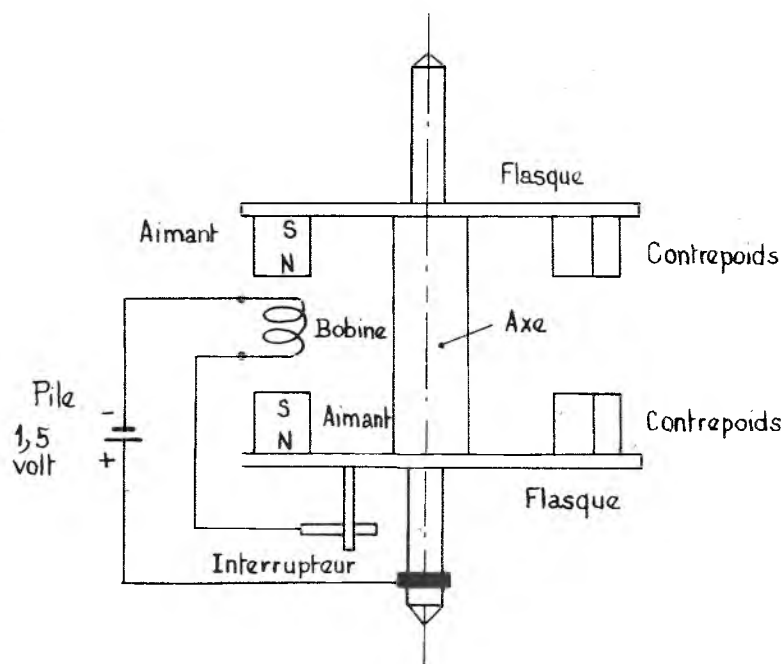 Flasque
Aimant
S
N
Contrepoids
Bobine
Axe
Pile
-
1,5
volt
+
S
N
Aimant
Contrepoids
Flasque
Interrupteur